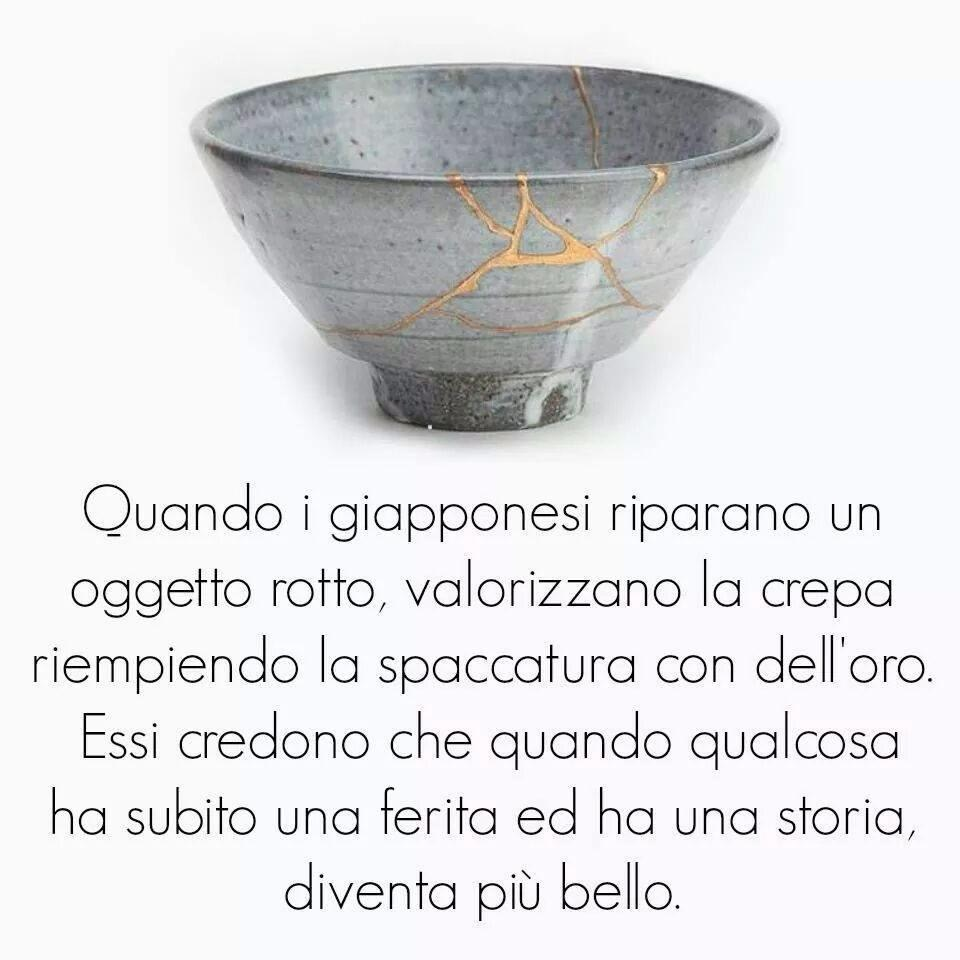 Quando i giapponesi riparano un
oggetto rotto, valorizzano la crepa
riempiendo la spaccatura con dell'oro.
Essi credono che quando qualcosa
ha subito una ferita ed ha una storia,
diventa più bello.